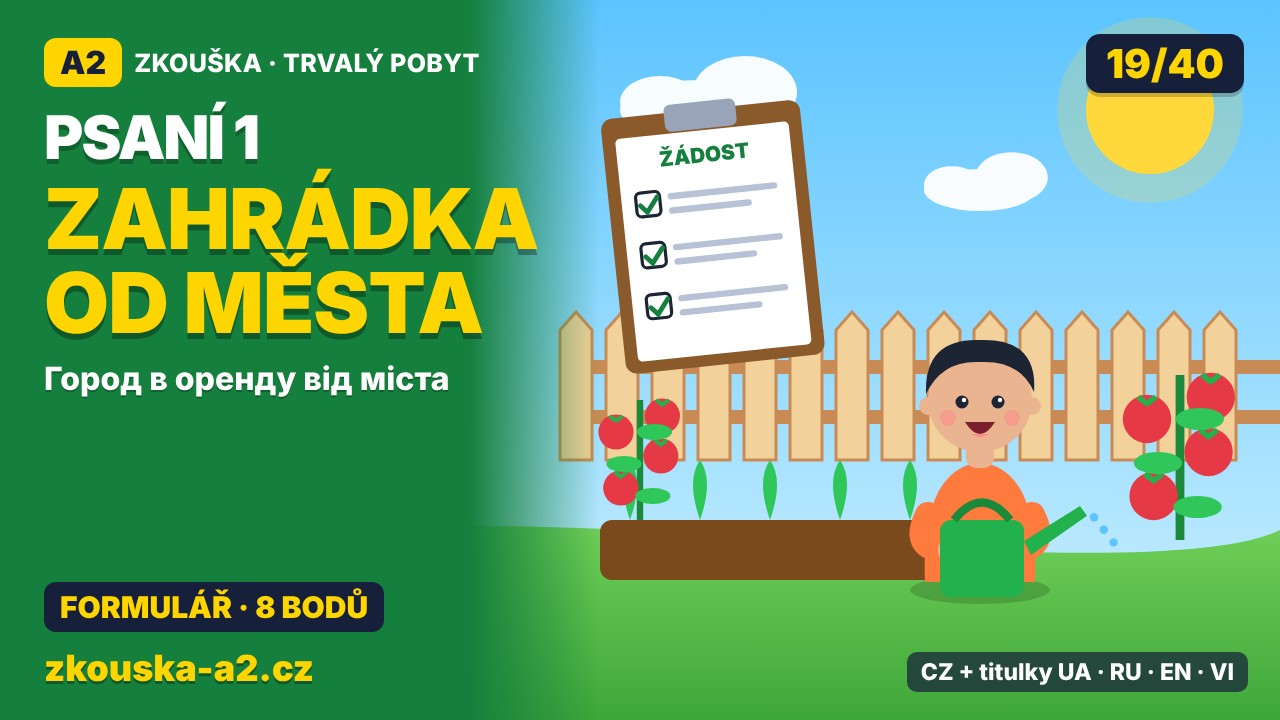 A2 ZKOUŠKA · TRVALÝ POBYT
19/40
PSANÍ 1
ZAHRÁDKA
OD MĚSTA
Город в оренду від міста
ŽÁDOST
FORMULÁŘ · 8 BODŮ
zkouska-a2.cz
CZ + titulky UA · RU · EN · VI